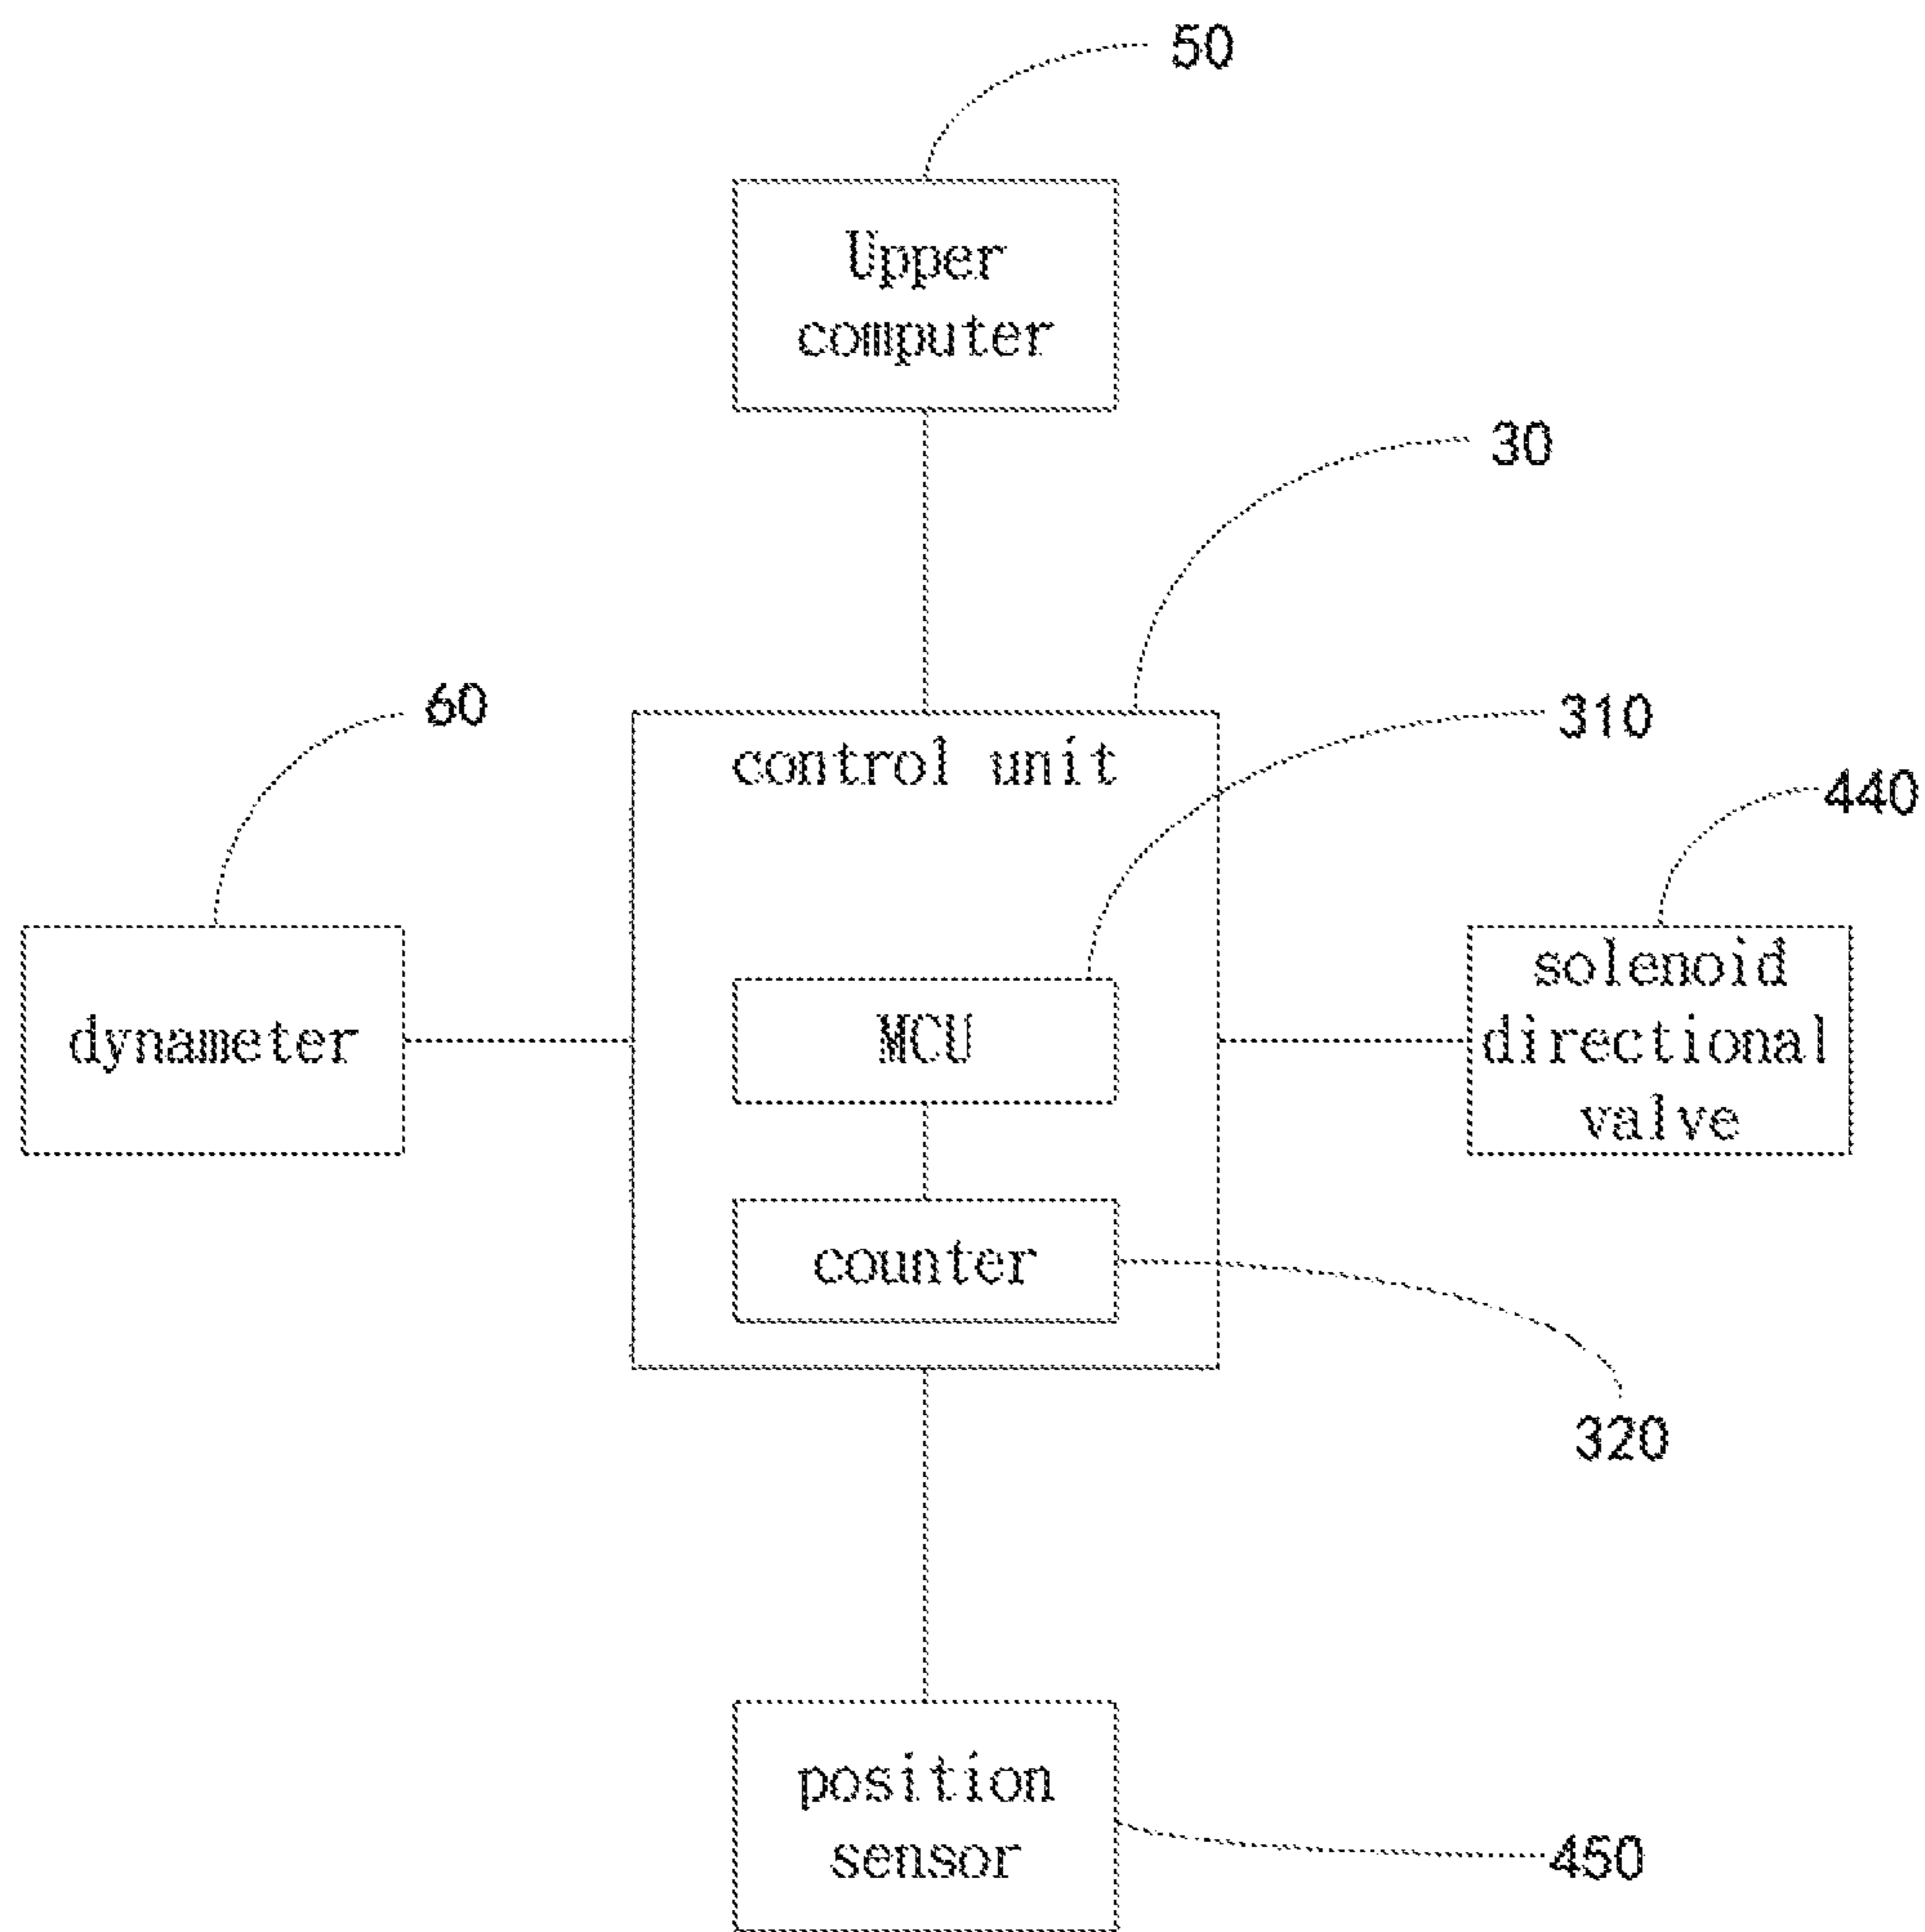 50
Upper
computer
30
60
control unit
310
440
dynameter
MCU
solenoid
directional
valve
counter
320
position
sensor
450